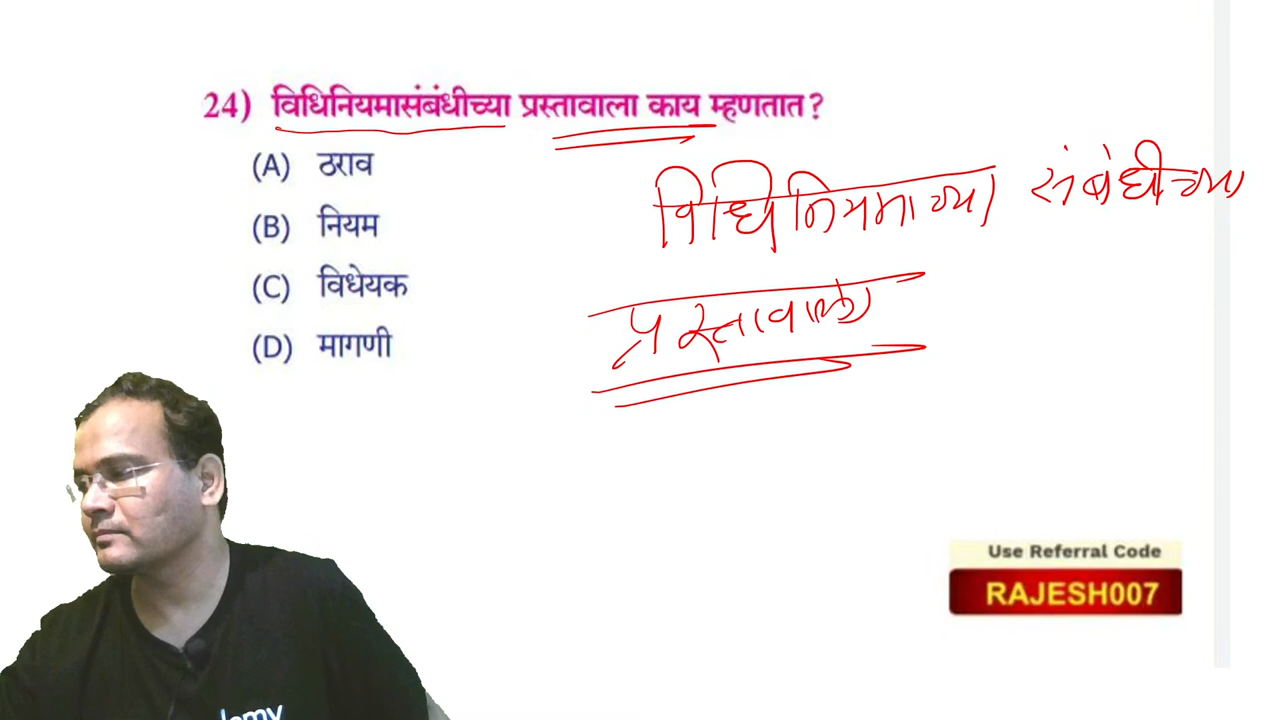 24) विधिनियमासंबंधीच्या प्रस्तावाला काय म्हणतात?
(A) ठराव
(B) नियम
(C) विधेयक
(D) मागणी
विधिनियमाच्या संबंधीच्या
प्रस्तावाला
Use Referral Code
RAJESH007